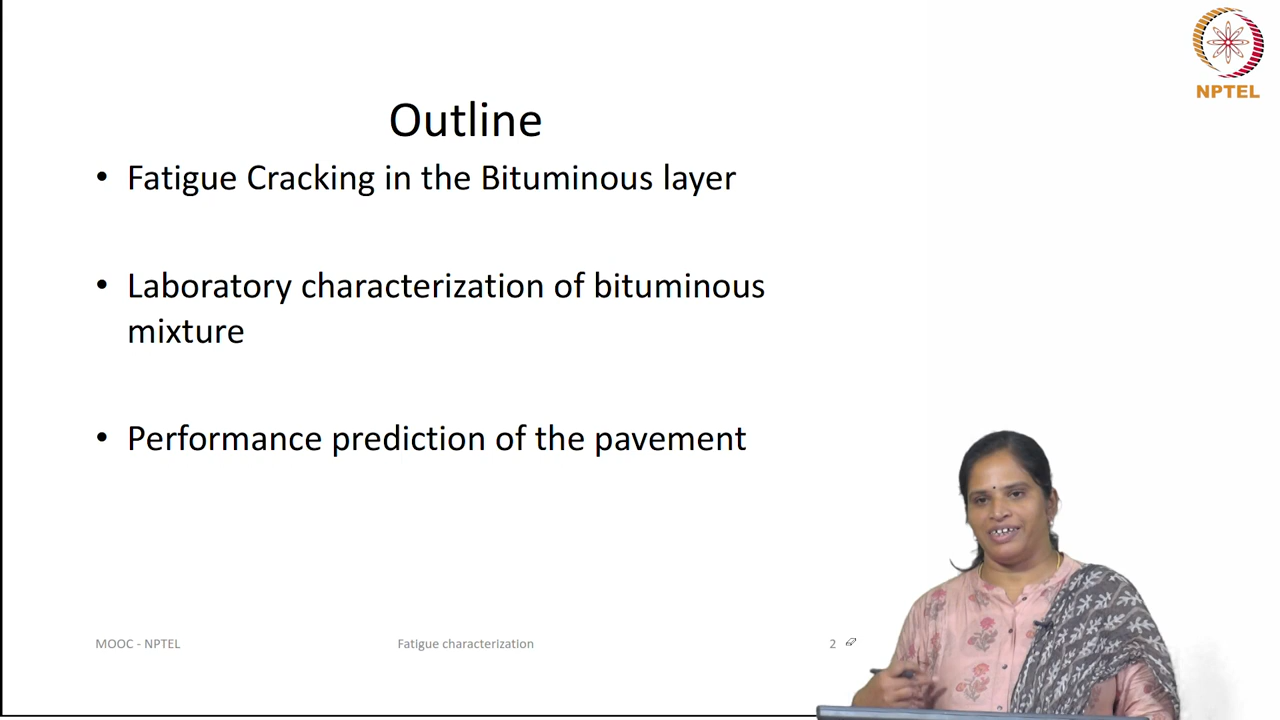 NPTEL
Outline
• Fatigue Cracking in the Bituminous layer
• Laboratory characterization of bituminous
mixture
• Performance prediction of the pavement
MOOC - NPTEL
Fatigue characterization
2